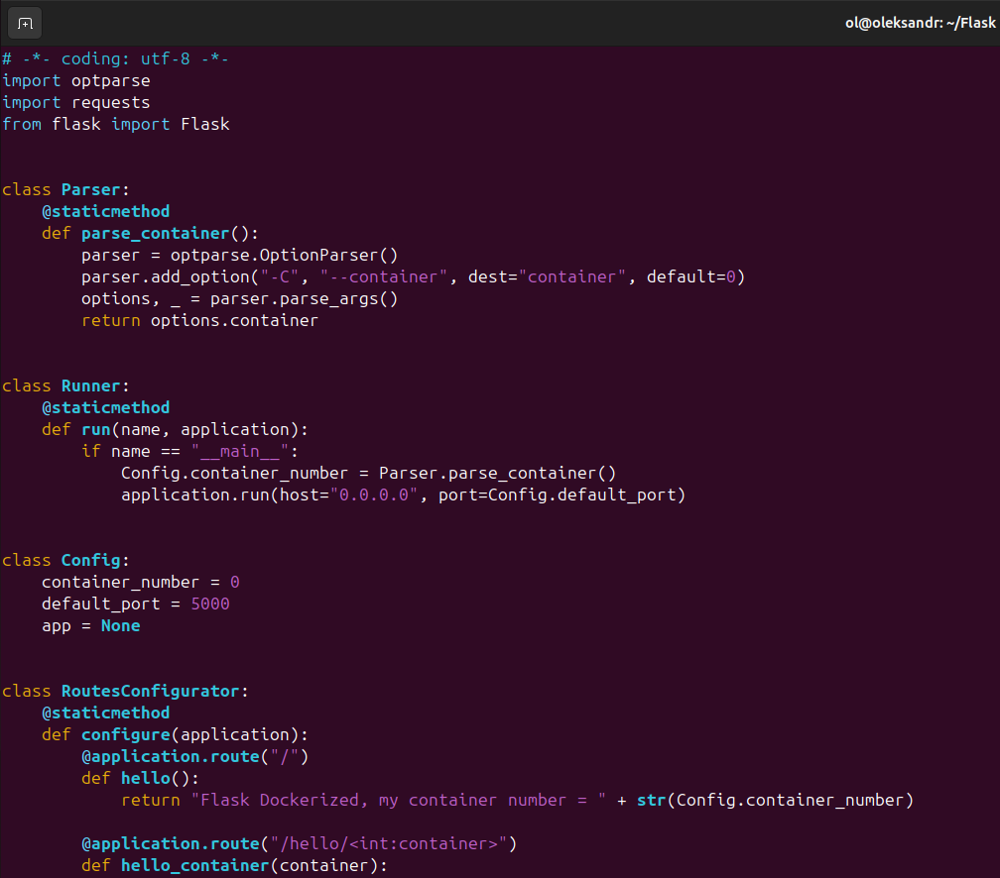 ol@oleksandr: ~/Flask
# -*- coding: utf-8 -*-
import optparse
import requests
from flask import Flask
class Parser:
    @staticmethod
    def parse_container():
        parser = optparse.OptionParser()
        parser.add_option("-C", "--container", dest="container", default=0)
        options, _ = parser.parse_args()
        return options.container
class Runner:
    @staticmethod
    def run(name, application):
        if name == "__main__":
            Config.container_number = Parser.parse_container()
            application.run(host="0.0.0.0", port=Config.default_port)
class Config:
    container_number = 0
    default_port = 5000
    app = None
class RoutesConfigurator:
    @staticmethod
    def configure(application):
        @application.route("/")
        def hello():
            return "Flask Dockerized, my container number = " + str(Config.container_number)
        @application.route("/hello/<int:container>")
        def hello_container(container):